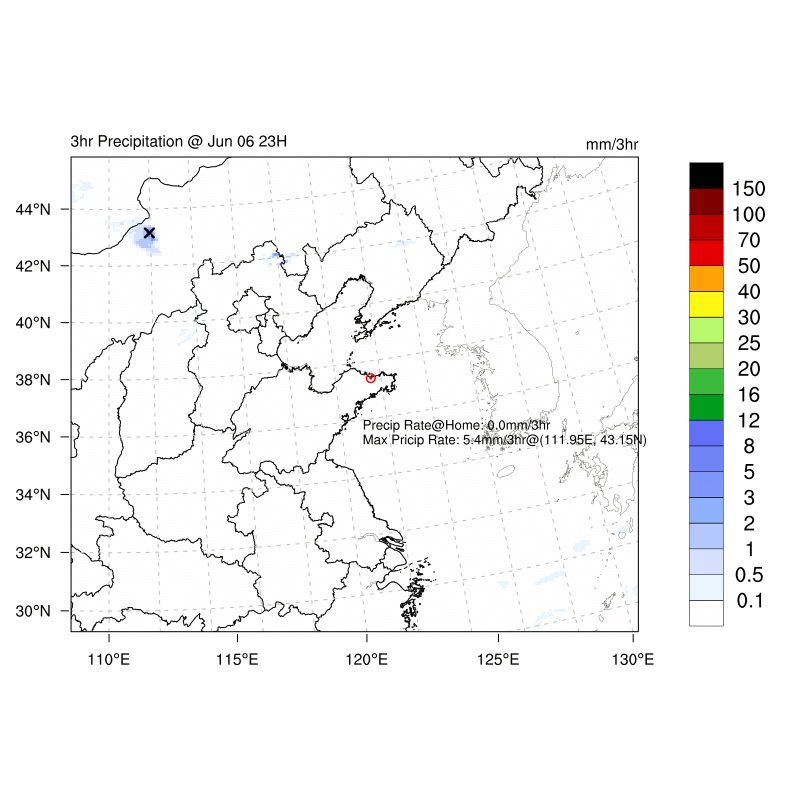 3hr Precipitation @ Jun 06 23H
mm/3hr
150
100
70
50
40
30
25
20
16
12
8
5
3
2
1
0.5
0.1
44°N
42°N
40°N
38°N
36°N
34°N
32°N
30°N
Precip Rate@Home: 0.0mm/3hr
Max Pricip Rate: 5.4mm/3hr@(111.95E, 43.15N)
110°E
115°E
120°E
125°E
130°E